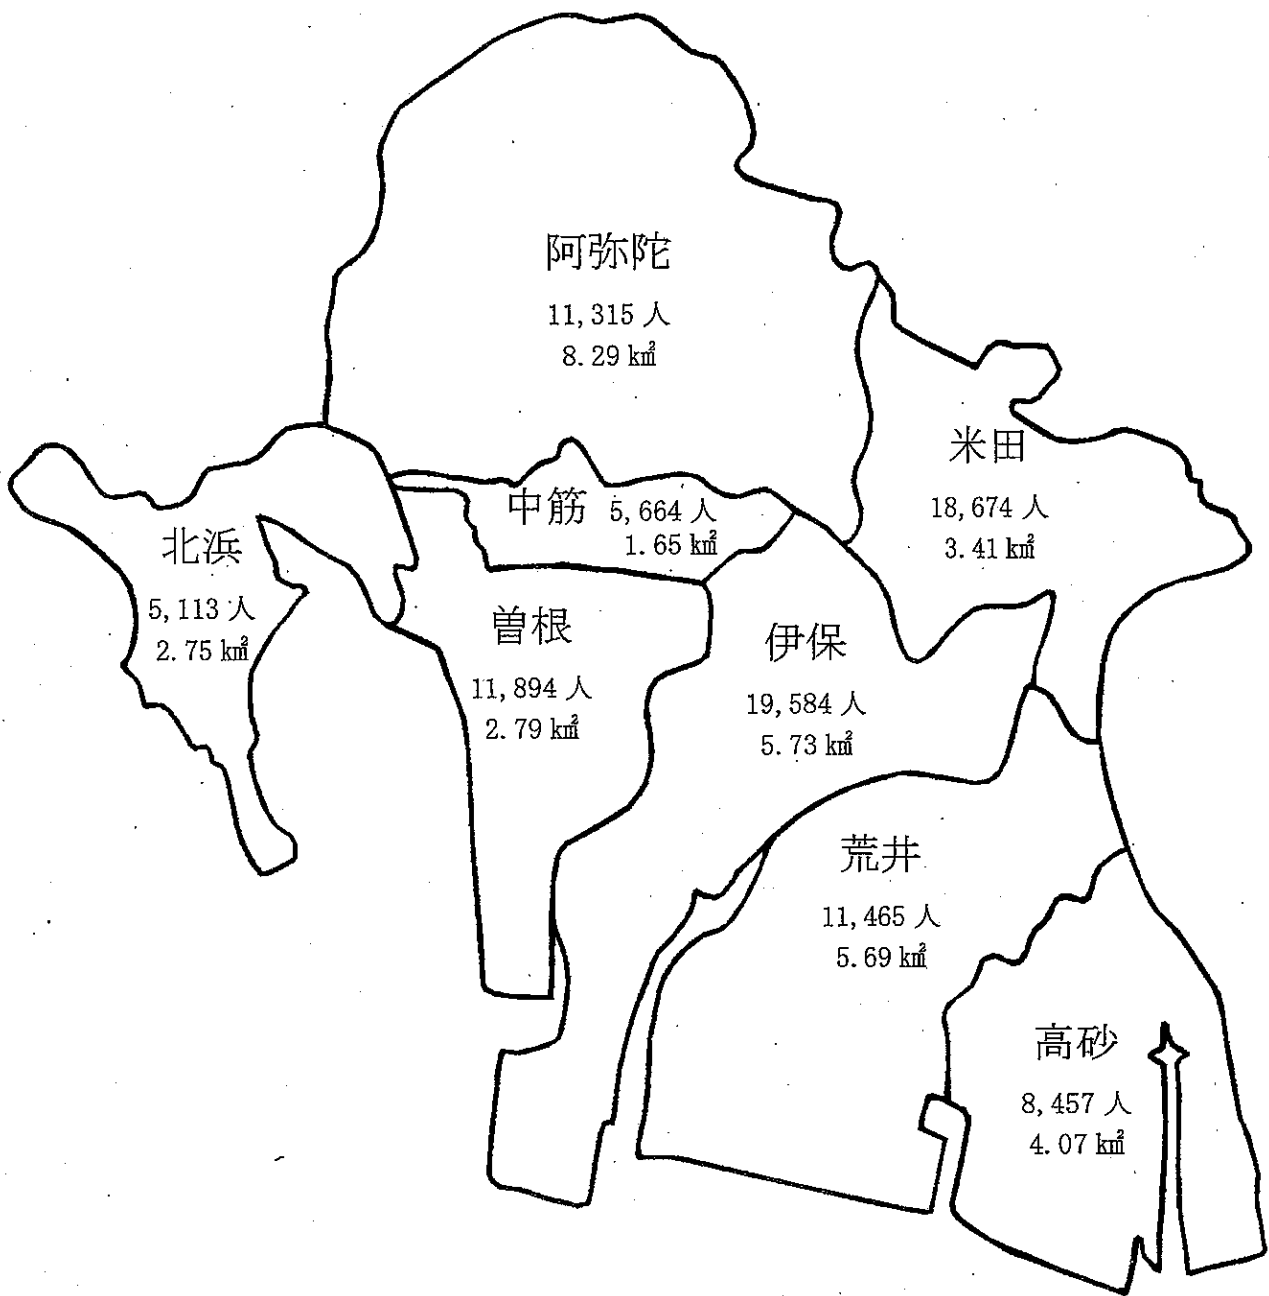 阿弥陀
11,315 人
8.29 k㎡
米田
18,674 人
3.41 k㎡
中筋 5,664 人
1.65 k㎡
北浜
5,113 人
2.75 k㎡
曽根
11,894 人
2.79 k㎡
伊保
19,584 人
5.73 k㎡
荒井
11,465 人
5.69 k㎡
高砂
8,457 人
4.07 k㎡